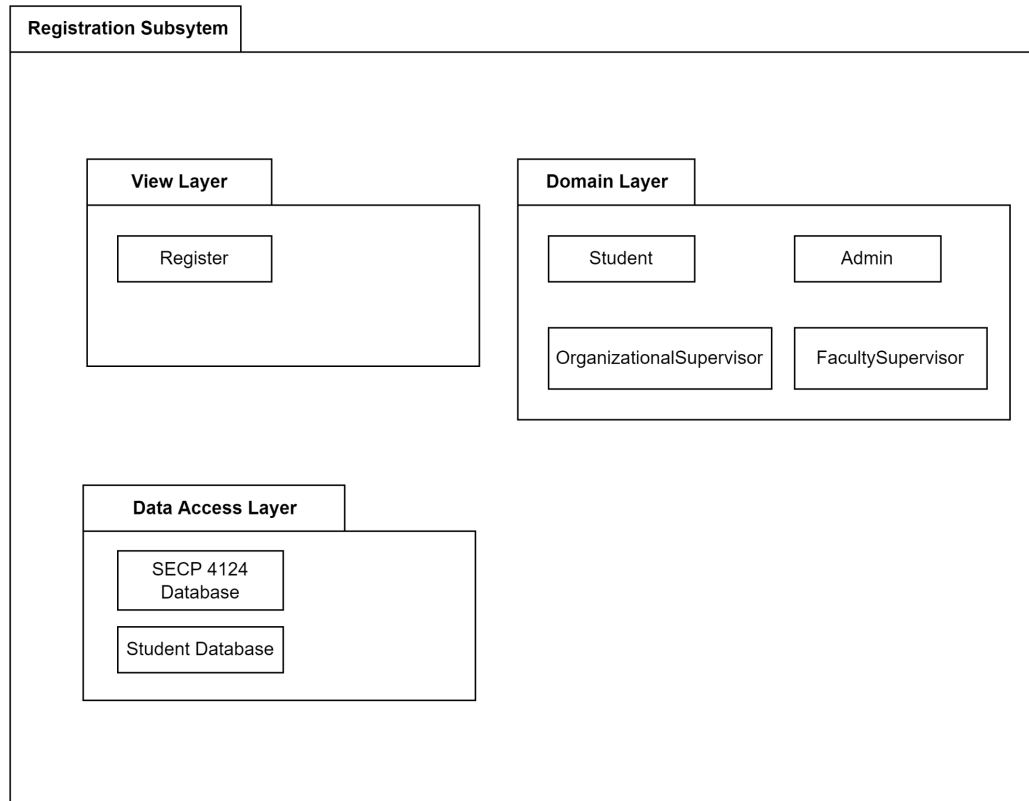 Registration Subsytem
View Layer
Register
Domain Layer
Student
Admin
OrganizationalSupervisor
FacultySupervisor
Data Access Layer
SECP 4124
Database
Student Database